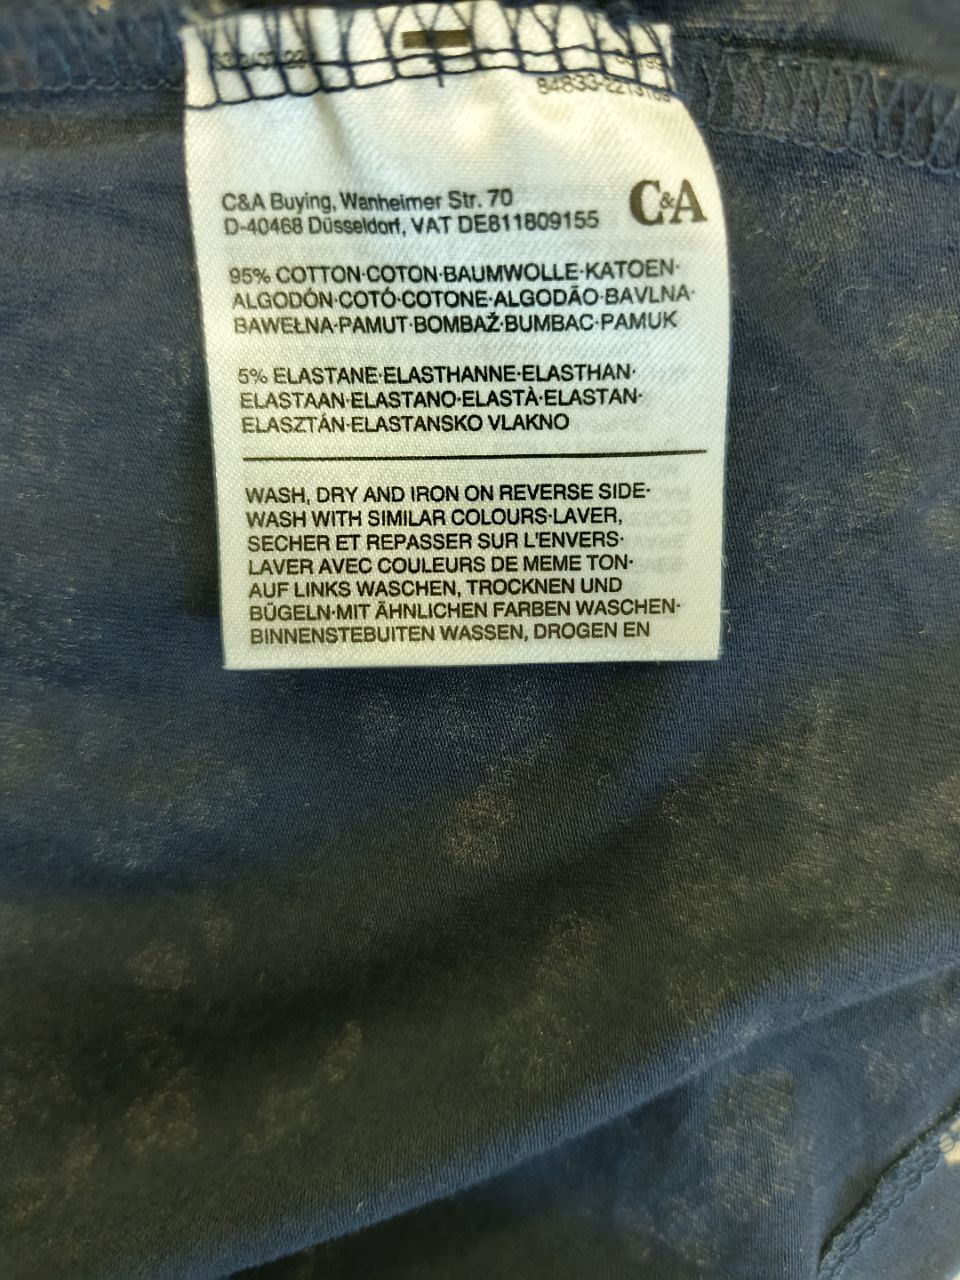 C&A Buying, Wanheimer Str. 70
D-40468 Düsseldorf, VAT DE811809155
C&A
95% COTTON·COTON·BAUMWOLLE·KATOEN·
ALGODÓN·COTÓ·COTONE·ALGODÃO·BAVLNA·
BAWEŁNA·PAMUT·BOMBAŽ·BUMBAC·PAMUK
5% ELASTANE·ELASTHANNE·ELASTHAN·
ELASTAAN·ELASTANO·ELASTÀ·ELASTAN·
ELASZTÁN·ELASTANSKO VLAKNO
WASH, DRY AND IRON ON REVERSE SIDE·
WASH WITH SIMILAR COLOURS·LAVER,
SECHER ET REPASSER SUR L'ENVERS·
LAVER AVEC COULEURS DE MEME TON·
AUF LINKS WASCHEN, TROCKNEN UND
BÜGELN·MIT ÄHNLICHEN FARBEN WASCHEN·
BINNENSTEBUITEN WASSEN, DROGEN EN